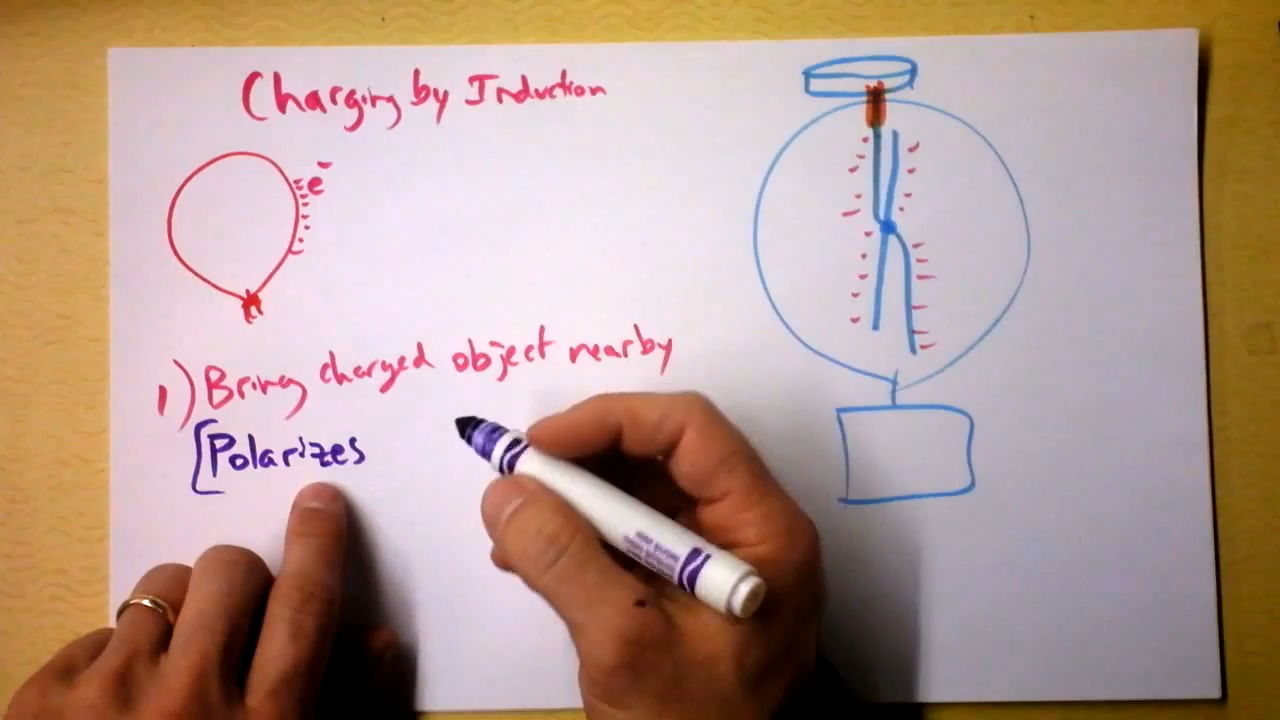 Charging by Induction
e⁻
1) Bring charged object nearby
[Polarizes